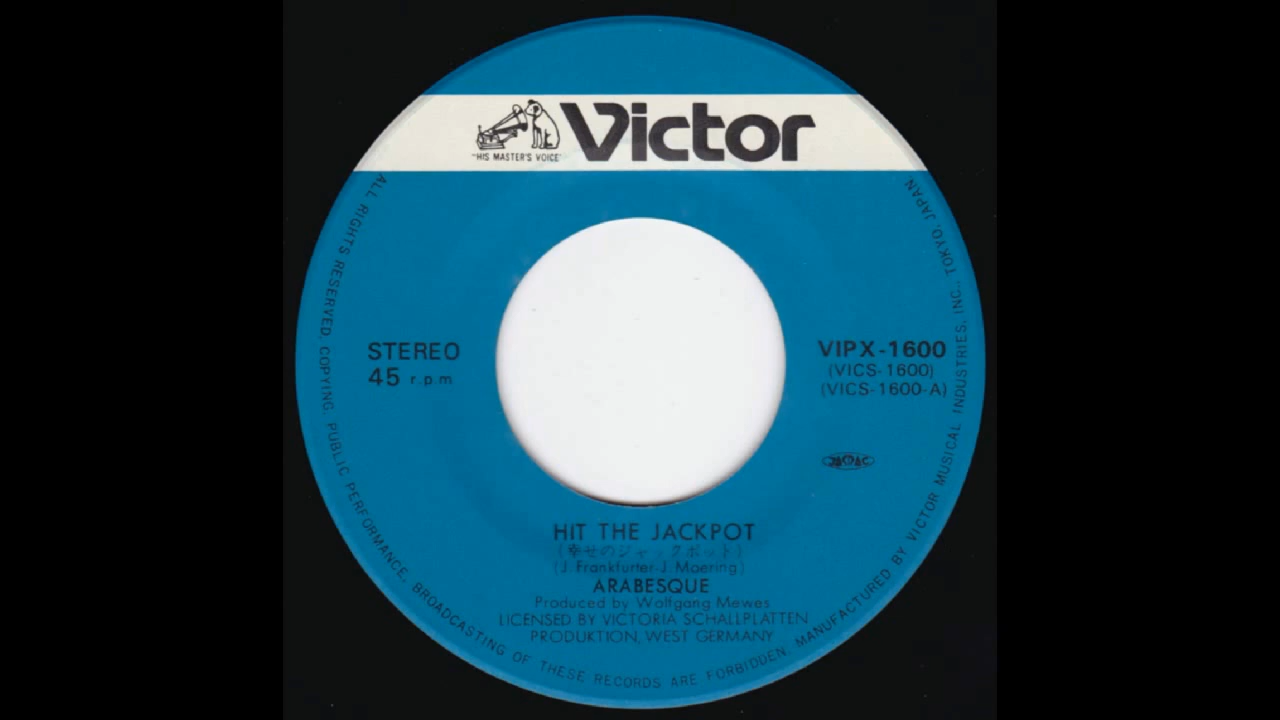 Victor
"HIS MASTER'S VOICE"
STEREO
45 r.p.m.
VIPX-1600
(VICS-1600)
(VICS-1600-A)
JASRAC
HIT THE JACKPOT
(幸せのジャックポット)
(J. Frankfurter-J. Moering)
ARABESQUE
Produced by Wolfgang Mewes
LICENSED BY VICTORIA SCHALLPLATTEN
PRODUKTION, WEST GERMANY
ALL RIGHTS RESERVED. COPYING, PUBLIC PERFORMANCE, BROADCASTING OF THESE RECORDS ARE FORBIDDEN. MANUFACTURED BY VICTOR MUSICAL INDUSTRIES, INC., TOKYO, JAPAN